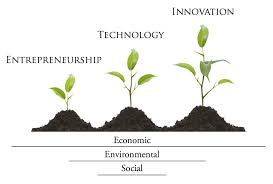 INNOVATION
TECHNOLOGY
ENTREPRENEURSHIP
Economic
Environmental
Social